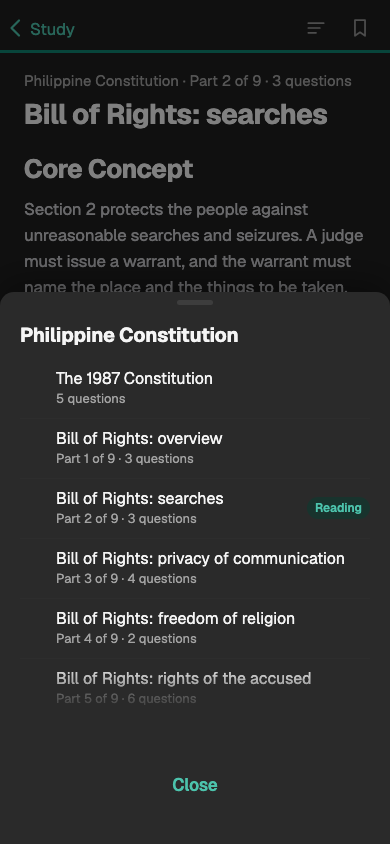 Study
Philippine Constitution · Part 2 of 9 · 3 questions
Bill of Rights: searches
Core Concept
Section 2 protects the people against
unreasonable searches and seizures. A judge
must issue a warrant, and the warrant must
name the place and the things to be taken.
Philippine Constitution
The 1987 Constitution
5 questions
Bill of Rights: overview
Part 1 of 9 · 3 questions
Bill of Rights: searches
Part 2 of 9 · 3 questions
Reading
Bill of Rights: privacy of communication
Part 3 of 9 · 4 questions
Bill of Rights: freedom of religion
Part 4 of 9 · 2 questions
Bill of Rights: rights of the accused
Part 5 of 9 · 6 questions
Close